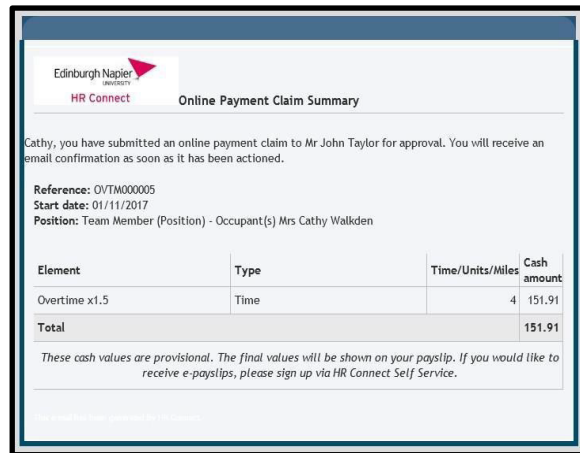 Edinburgh Napier
UNIVERSITY
HR Connect
Online Payment Claim Summary
Cathy, you have submitted an online payment claim to Mr John Taylor for approval. You will receive an
email confirmation as soon as it has been actioned.
Reference: OVTM000005
Start date: 01/11/2017
Position: Team Member (Position) - Occupant(s) Mrs Cathy Walkden
Element Type Time/Units/Miles Cash amount
Overtime x1.5 Time 4 151.91
Total 151.91
These cash values are provisional. The final values will be shown on your payslip. If you would like to
receive e-payslips, please sign up via HR Connect Self Service.